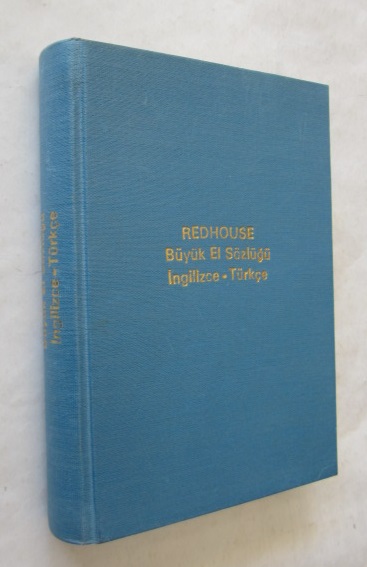 REDHOUSE
Büyük El Sözlüğü
İngilizce - Türkçe
İngilizce - Türkçe